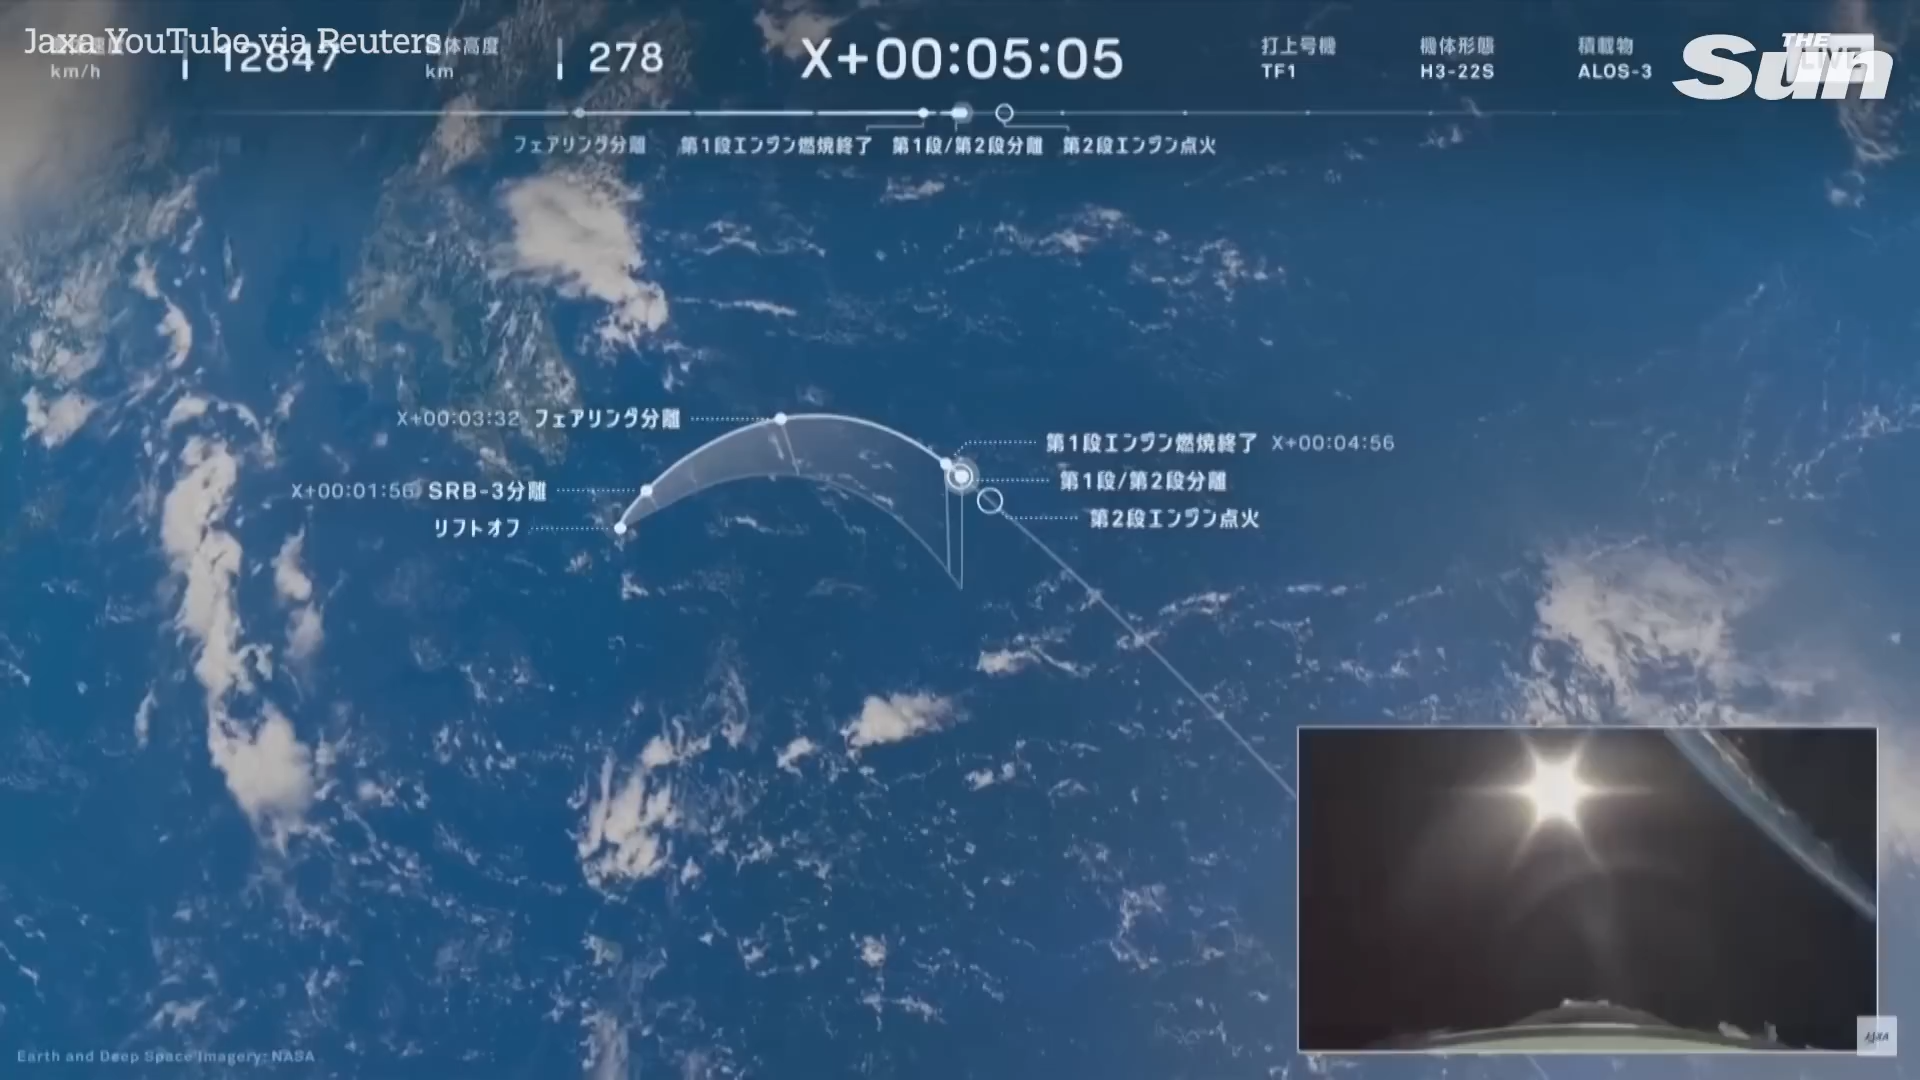 Jaxa YouTube via Reuters
km/h
12847
機体高度
km
278
X+00:05:05
打上号機
TF1
機体形態
H3-22S
積載物
ALOS-3
THE Sun
LIVE
フェアリング分離
第1段エンジン燃焼終了
第1段/第2段分離
第2段エンジン点火
X+00:03:32 フェアリング分離
第1段エンジン燃焼終了 X+00:04:56
第1段/第2段分離
X+00:01:56 SRB-3分離
第2段エンジン点火
リフトオフ
JAXA
Earth and Deep Space Imagery: NASA